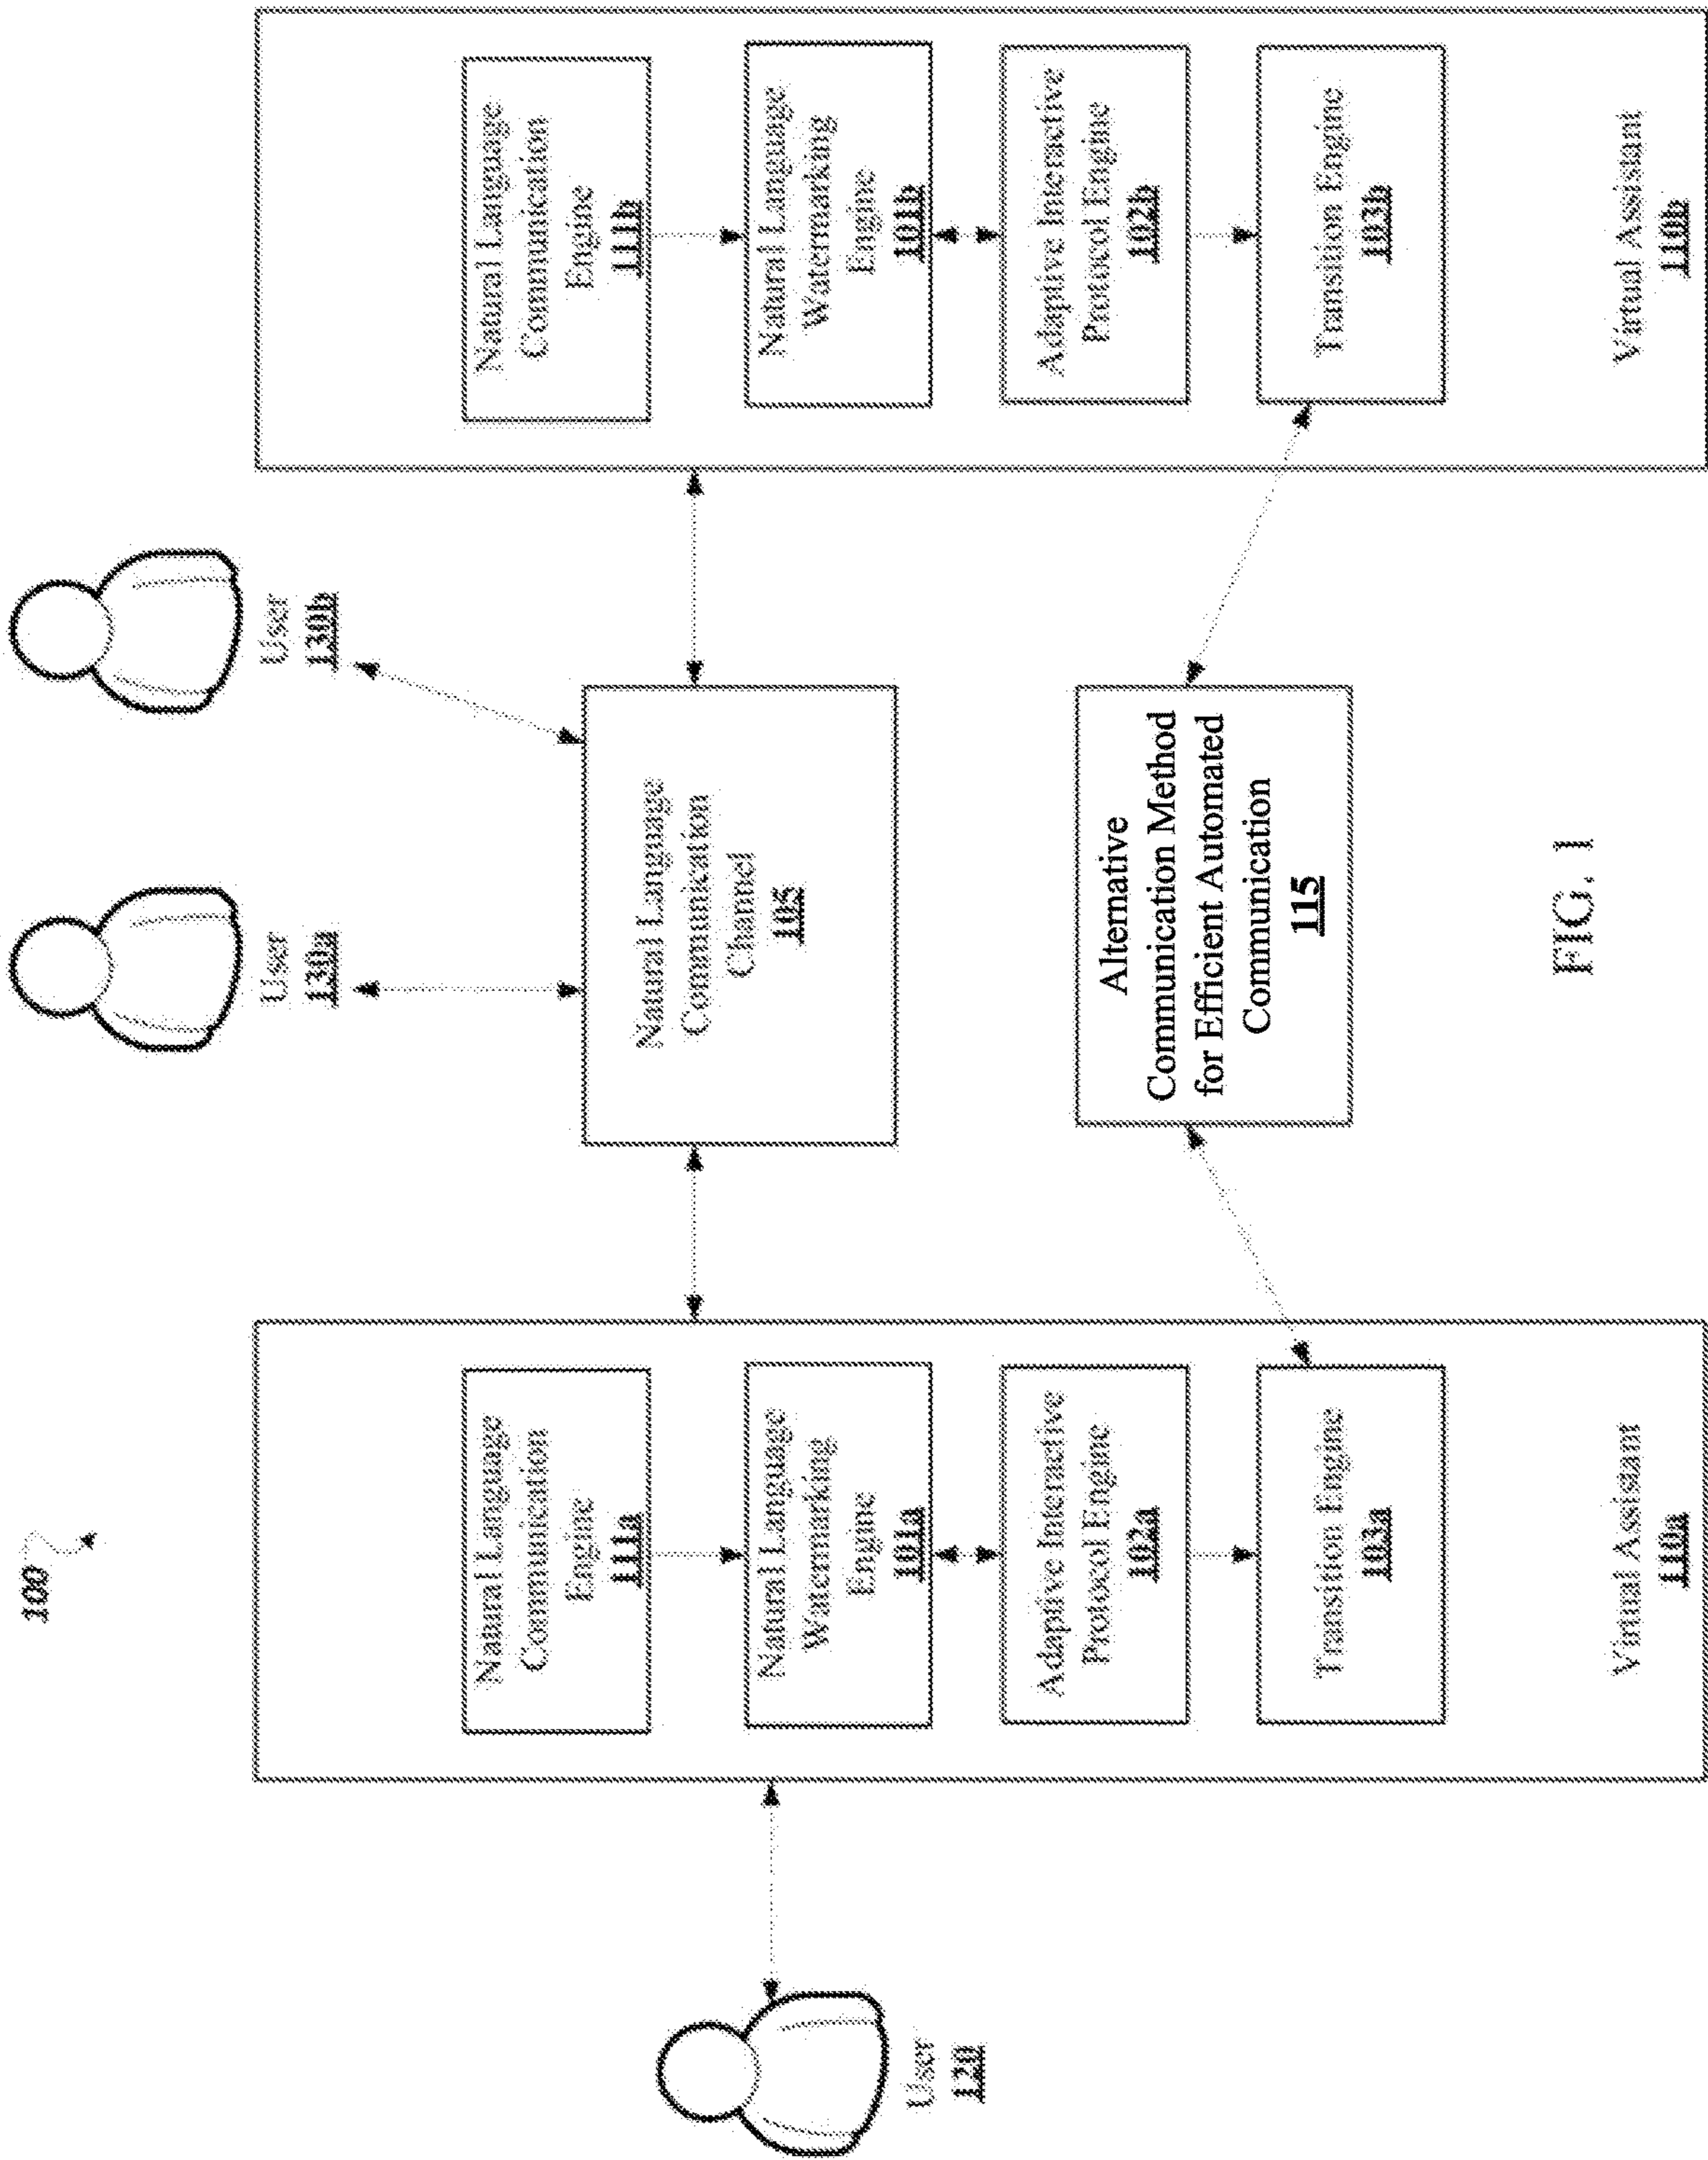 100
User
120
Natural Language
Communication
Engine
111a
Natural Language
Watermarking
Engine
101a
Adaptive Interactive
Protocol Engine
102a
Transition Engine
103a
Virtual Assistant
110a
User
130a
User
130b
Natural Language
Communication
Channel
105
Alternative
Communication Method
for Efficient Automated
Communication
115
Natural Language
Communication
Engine
111b
Natural Language
Watermarking
Engine
101b
Adaptive Interactive
Protocol Engine
102b
Transition Engine
103b
Virtual Assistant
110b
FIG. 1